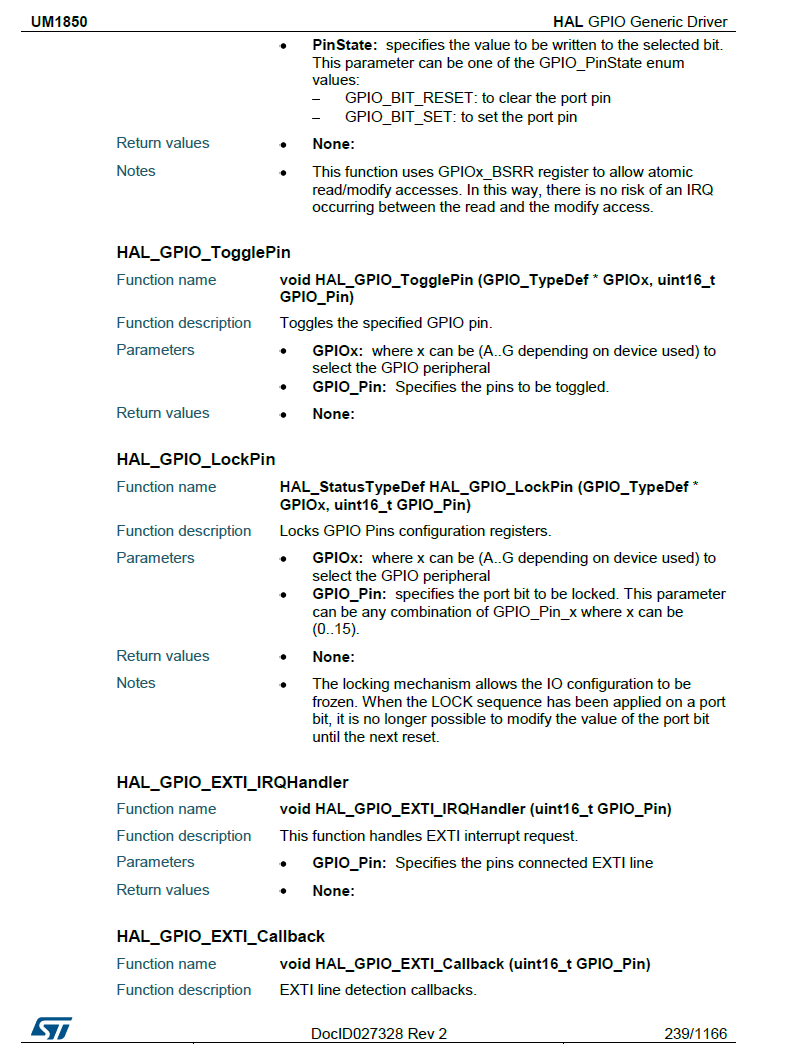 UM1850 HAL GPIO Generic Driver
• PinState: specifies the value to be written to the selected bit.
This parameter can be one of the GPIO_PinState enum
values:
– GPIO_BIT_RESET: to clear the port pin
– GPIO_BIT_SET: to set the port pin
Return values • None:
Notes • This function uses GPIOx_BSRR register to allow atomic
read/modify accesses. In this way, there is no risk of an IRQ
occurring between the read and the modify access.
HAL_GPIO_TogglePin
Function name void HAL_GPIO_TogglePin (GPIO_TypeDef * GPIOx, uint16_t
GPIO_Pin)
Function description Toggles the specified GPIO pin.
Parameters • GPIOx: where x can be (A..G depending on device used) to
select the GPIO peripheral
• GPIO_Pin: Specifies the pins to be toggled.
Return values • None:
HAL_GPIO_LockPin
Function name HAL_StatusTypeDef HAL_GPIO_LockPin (GPIO_TypeDef *
GPIOx, uint16_t GPIO_Pin)
Function description Locks GPIO Pins configuration registers.
Parameters • GPIOx: where x can be (A..G depending on device used) to
select the GPIO peripheral
• GPIO_Pin: specifies the port bit to be locked. This parameter
can be any combination of GPIO_Pin_x where x can be
(0..15).
Return values • None:
Notes • The locking mechanism allows the IO configuration to be
frozen. When the LOCK sequence has been applied on a port
bit, it is no longer possible to modify the value of the port bit
until the next reset.
HAL_GPIO_EXTI_IRQHandler
Function name void HAL_GPIO_EXTI_IRQHandler (uint16_t GPIO_Pin)
Function description This function handles EXTI interrupt request.
Parameters • GPIO_Pin: Specifies the pins connected EXTI line
Return values • None:
HAL_GPIO_EXTI_Callback
Function name void HAL_GPIO_EXTI_Callback (uint16_t GPIO_Pin)
Function description EXTI line detection callbacks.
ST DocID027328 Rev 2 239/1166